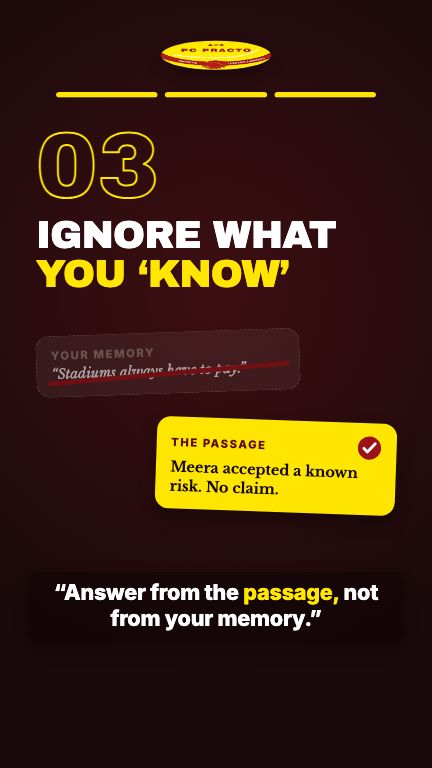 PC PRACTO
03
IGNORE WHAT
YOU ‘KNOW’
YOUR MEMORY
“Stadiums always have to pay.”
THE PASSAGE
Meera accepted a known
risk. No claim.
“Answer from the passage, not
from your memory.”